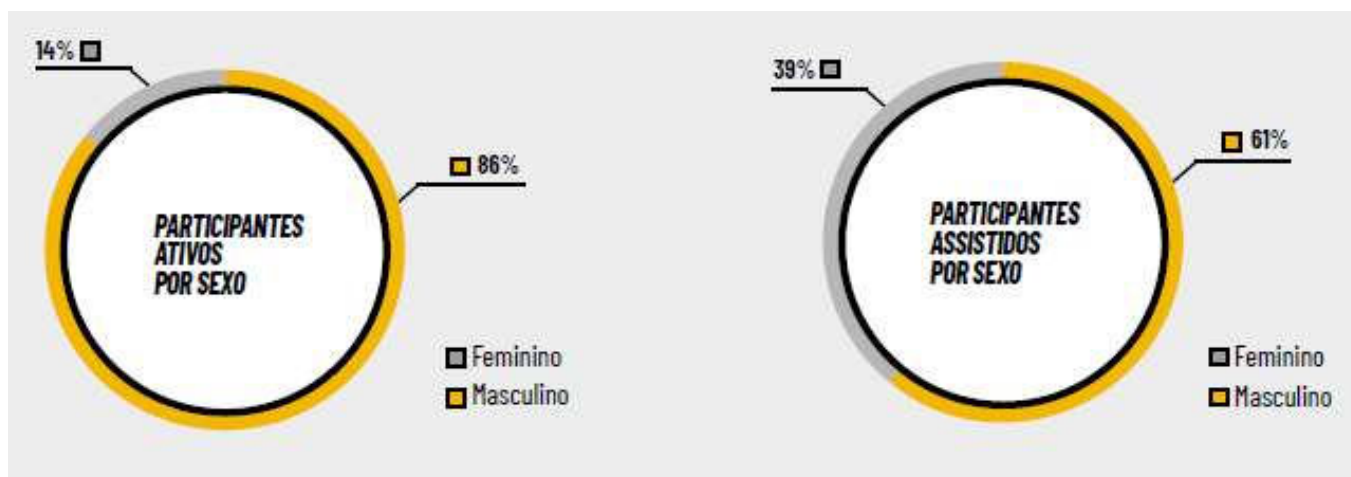 14%
86%
PARTICIPANTES
ATIVOS
POR SEXO
Feminino
Masculino
39%
61%
PARTICIPANTES
ASSISTIDOS
POR SEXO
Feminino
Masculino